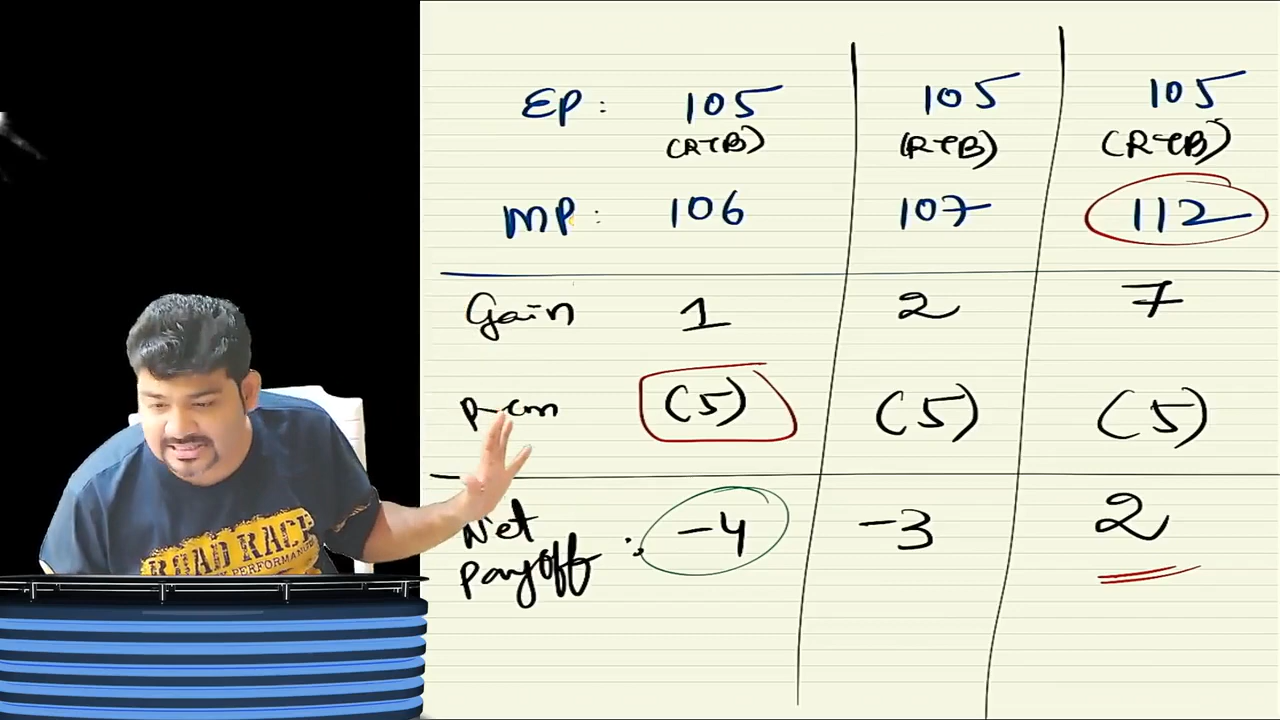 EP: 105 105 105
(RTB) (RTB) (RTB)
MP: 106 107 112
Gain 1 2 7
(5) (5) (5)
Net Payoff: -4 -3 2
ROAD RACE
PERFORMANCE